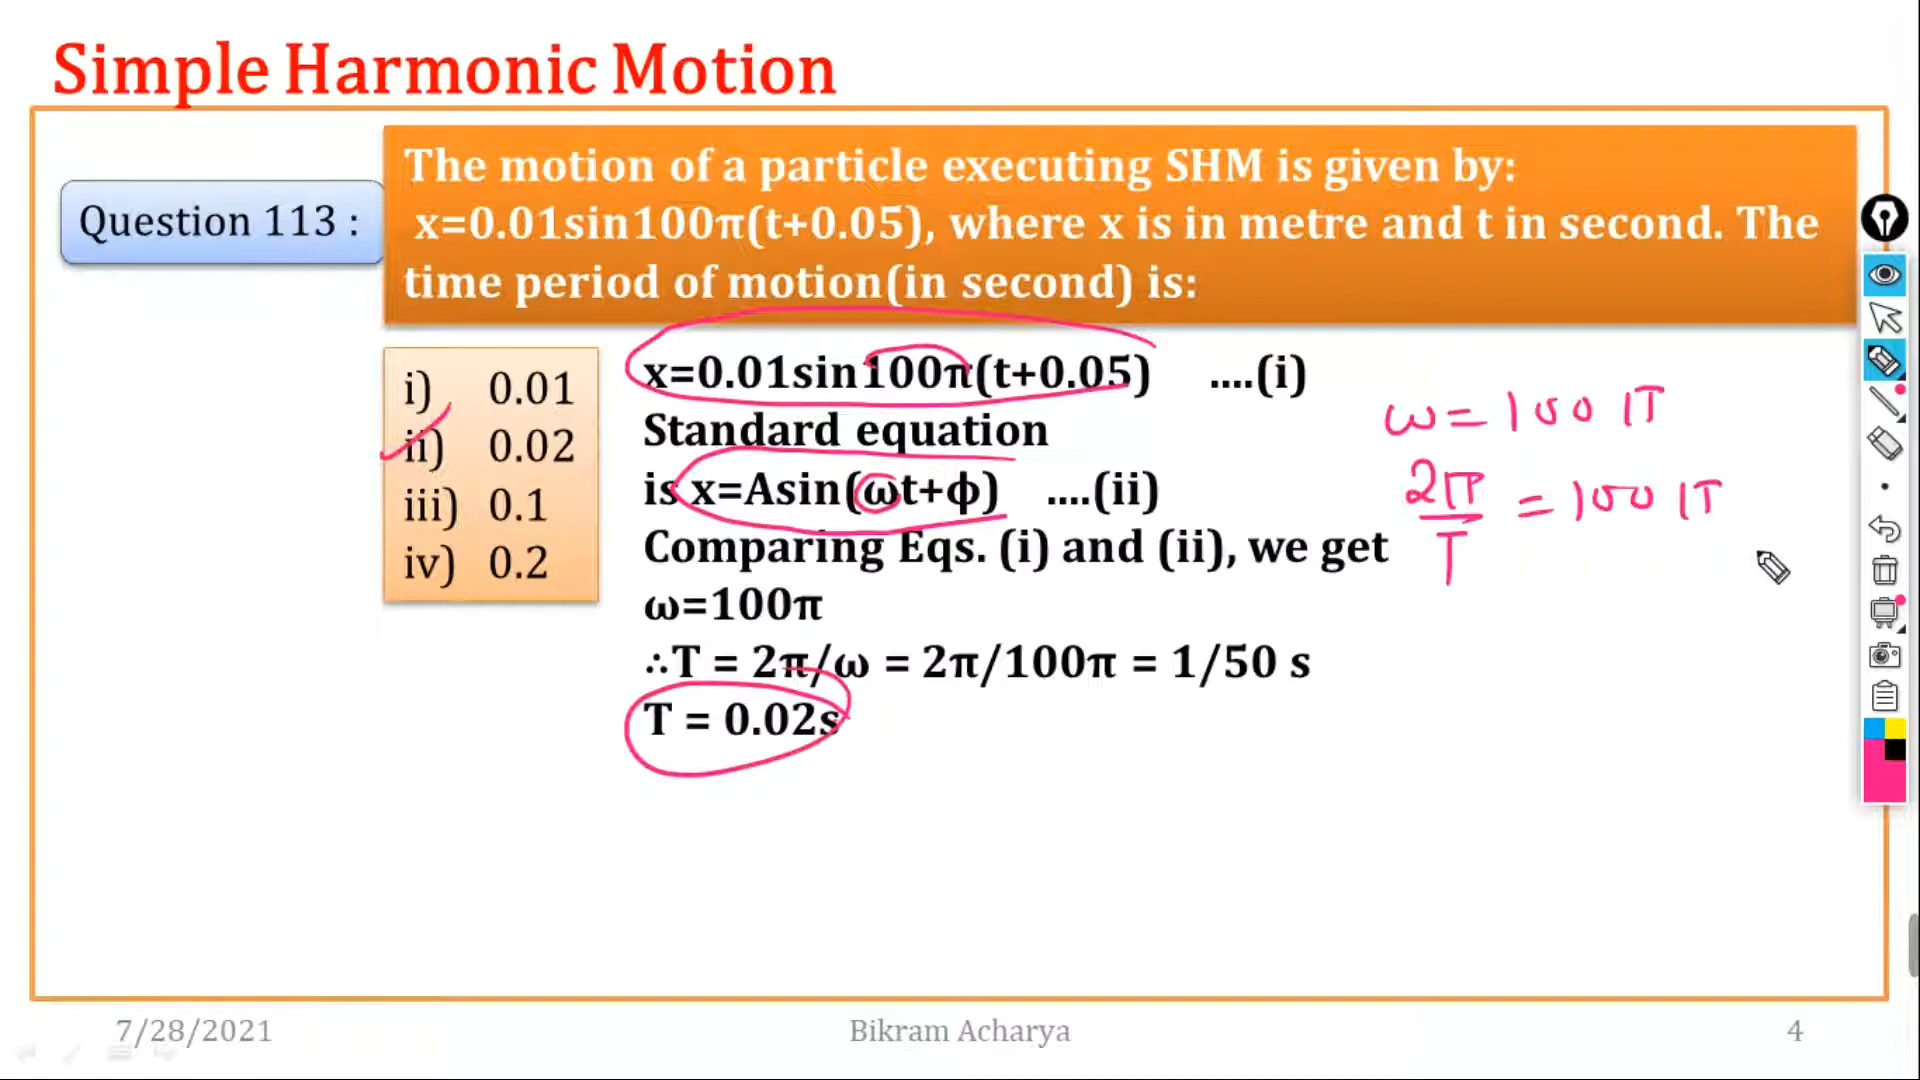 Simple Harmonic Motion
Question 113 :
The motion of a particle executing SHM is given by:
x=0.01sin100π(t+0.05), where x is in metre and t in second. The
time period of motion(in second) is:
i) 0.01
ii) 0.02
iii) 0.1
iv) 0.2
x=0.01sin100π(t+0.05) ....(i)
Standard equation
is x=Asin(ωt+ϕ) ....(ii)
Comparing Eqs. (i) and (ii), we get
ω=100π
∴T = 2π/ω = 2π/100π = 1/50 s
T = 0.02s
ω = 100 π
2π/T = 100 π
7/28/2021
Bikram Acharya
4